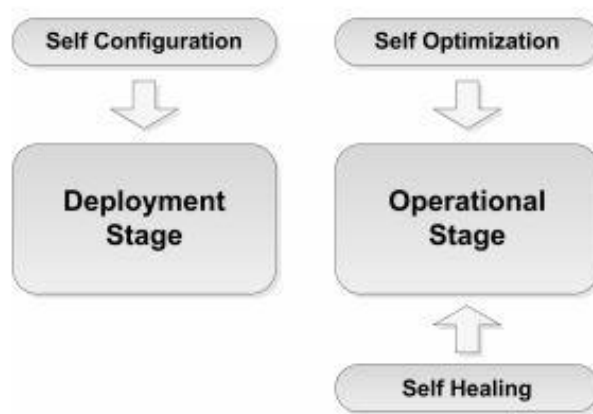 Self Configuration
Self Optimization
Deployment
Stage
Operational
Stage
Self Healing